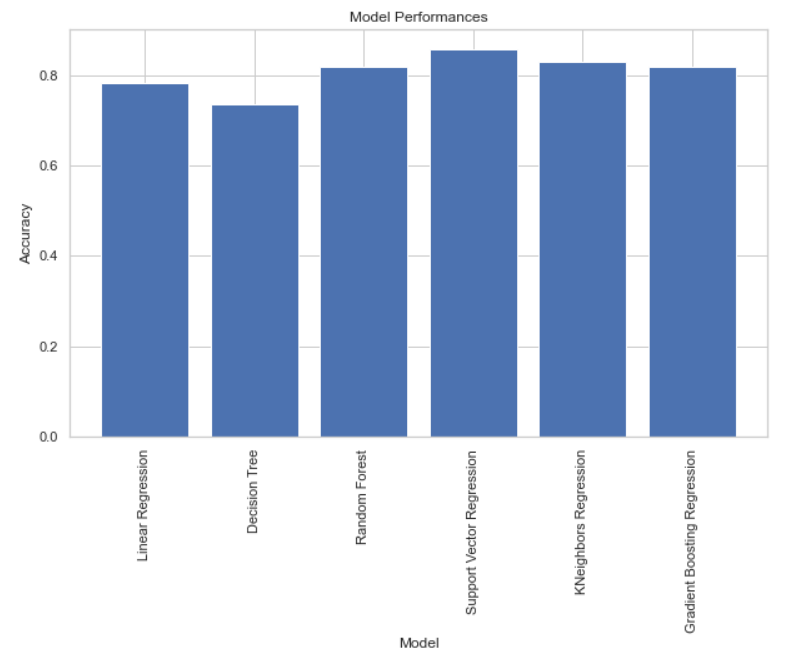 Model Performances
Accuracy
0.8
0.6
0.4
0.2
0.0
Linear Regression
Decision Tree
Random Forest
Support Vector Regression
KNeighbors Regression
Gradient Boosting Regression
Model